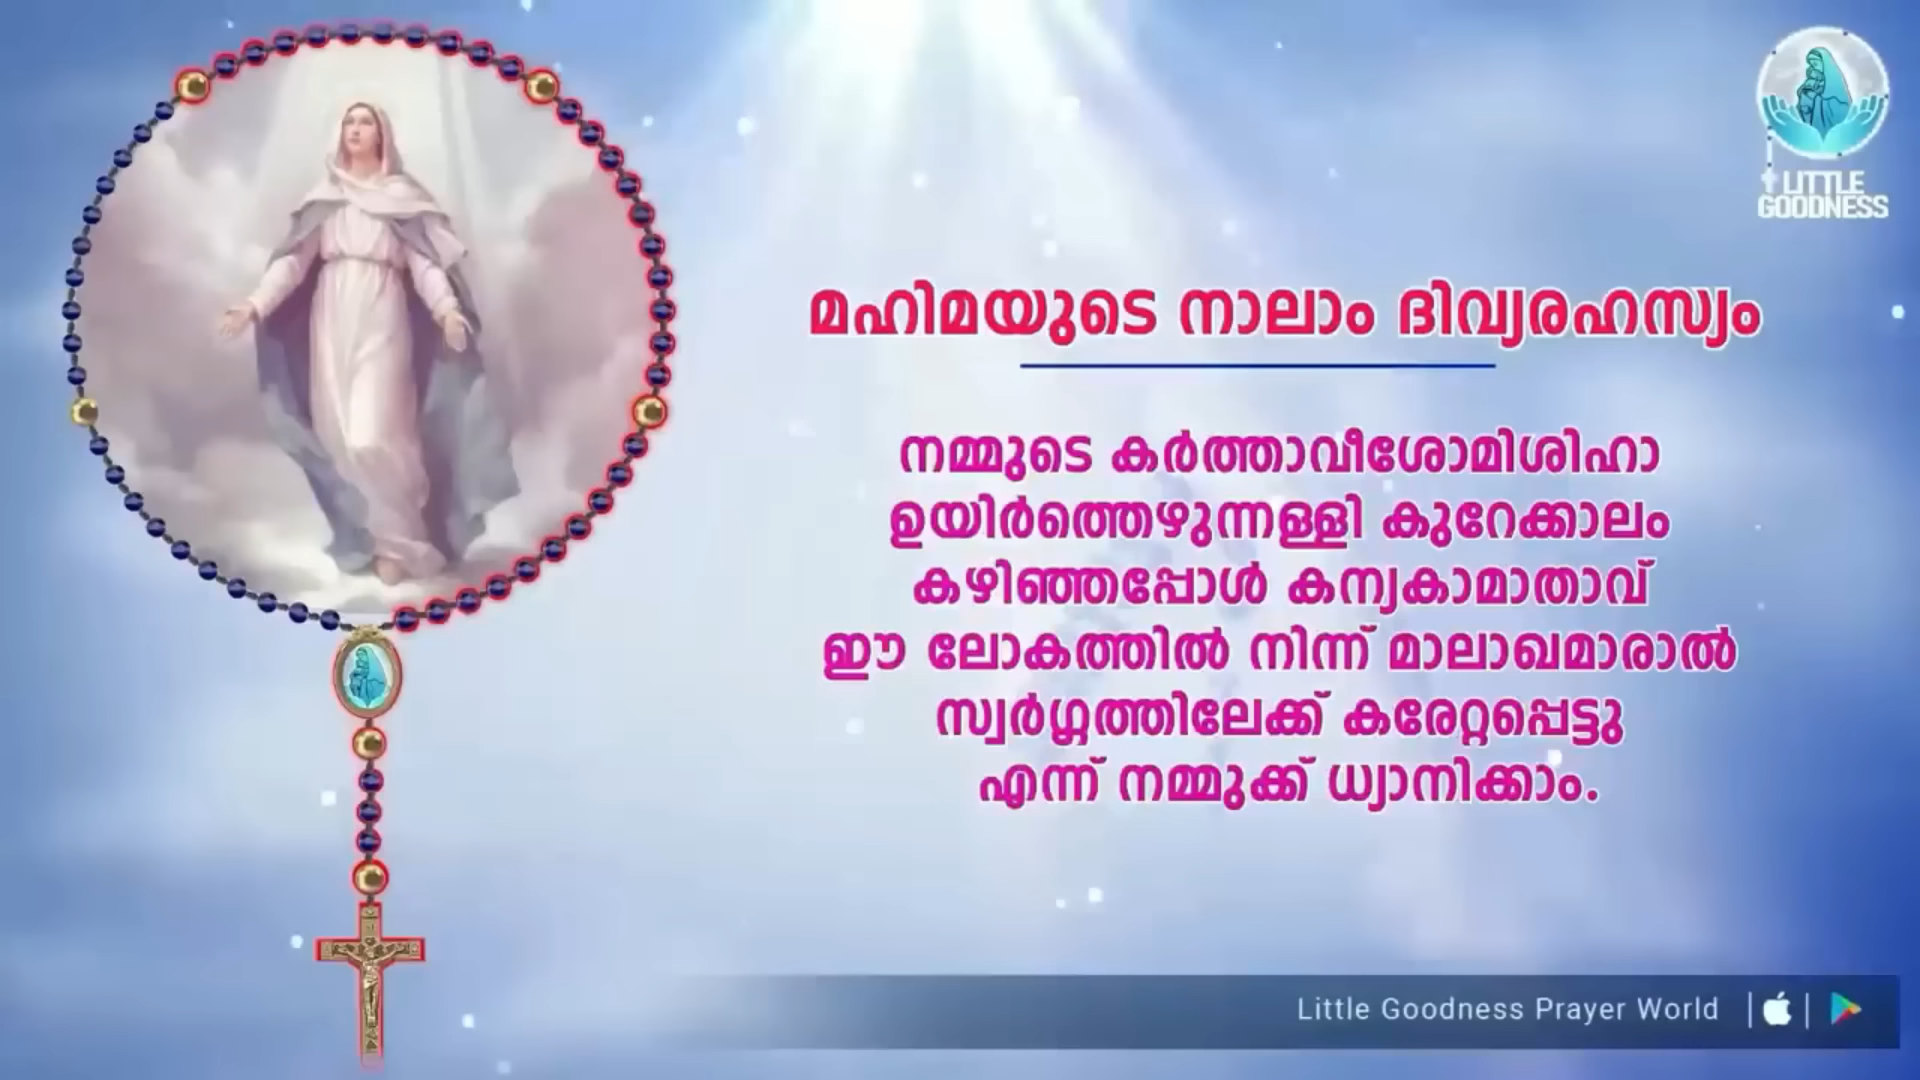 LITTLE
GOODNESS
മഹിമയുടെ നാലാം ദിവ്യരഹസ്യം
നമ്മുടെ കർത്താവീശോമിശിഹാ
ഉയിർത്തെഴുന്നള്ളി കുറേക്കാലം
കഴിഞ്ഞപ്പോൾ കന്യകാമാതാവ്
ഈ ലോകത്തിൽ നിന്ന് മാലാഖമാരാൽ
സ്വർഗ്ഗത്തിലേക്ക് കരേറ്റപ്പെട്ടു
എന്ന് നമ്മുക്ക് ധ്യാനിക്കാം.
Little Goodness Prayer World